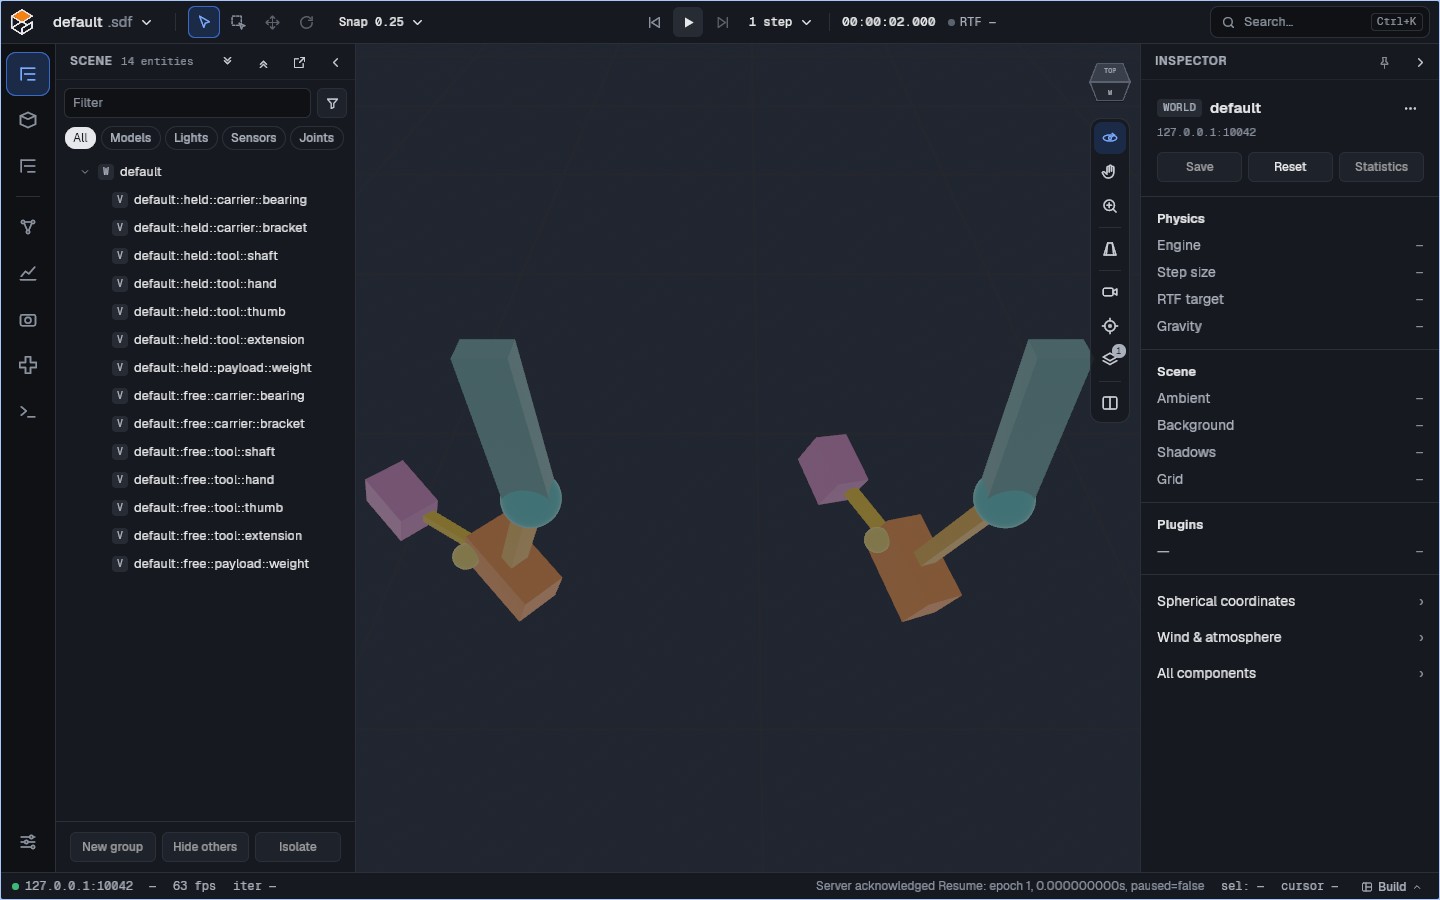 default .sdf
Snap 0.25
1 step
00:00:02.000
RTF –
Search...
Ctrl+K
SCENE 14 entities
Filter
All
Models
Lights
Sensors
Joints
W default
V default::held::carrier::bearing
V default::held::carrier::bracket
V default::held::tool::shaft
V default::held::tool::hand
V default::held::tool::thumb
V default::held::tool::extension
V default::held::payload::weight
V default::free::carrier::bearing
V default::free::carrier::bracket
V default::free::tool::shaft
V default::free::tool::hand
V default::free::tool::thumb
V default::free::tool::extension
V default::free::payload::weight
New group
Hide others
Isolate
TOP
W
1
INSPECTOR
WORLD default
127.0.0.1:10042
Save
Reset
Statistics
Physics
Engine –
Step size –
RTF target –
Gravity –
Scene
Ambient –
Background –
Shadows –
Grid –
Plugins
— –
Spherical coordinates
Wind & atmosphere
All components
127.0.0.1:10042 – 63 fps iter –
Server acknowledged Resume: epoch 1, 0.000000000s, paused=false
sel: –
cursor –
Build